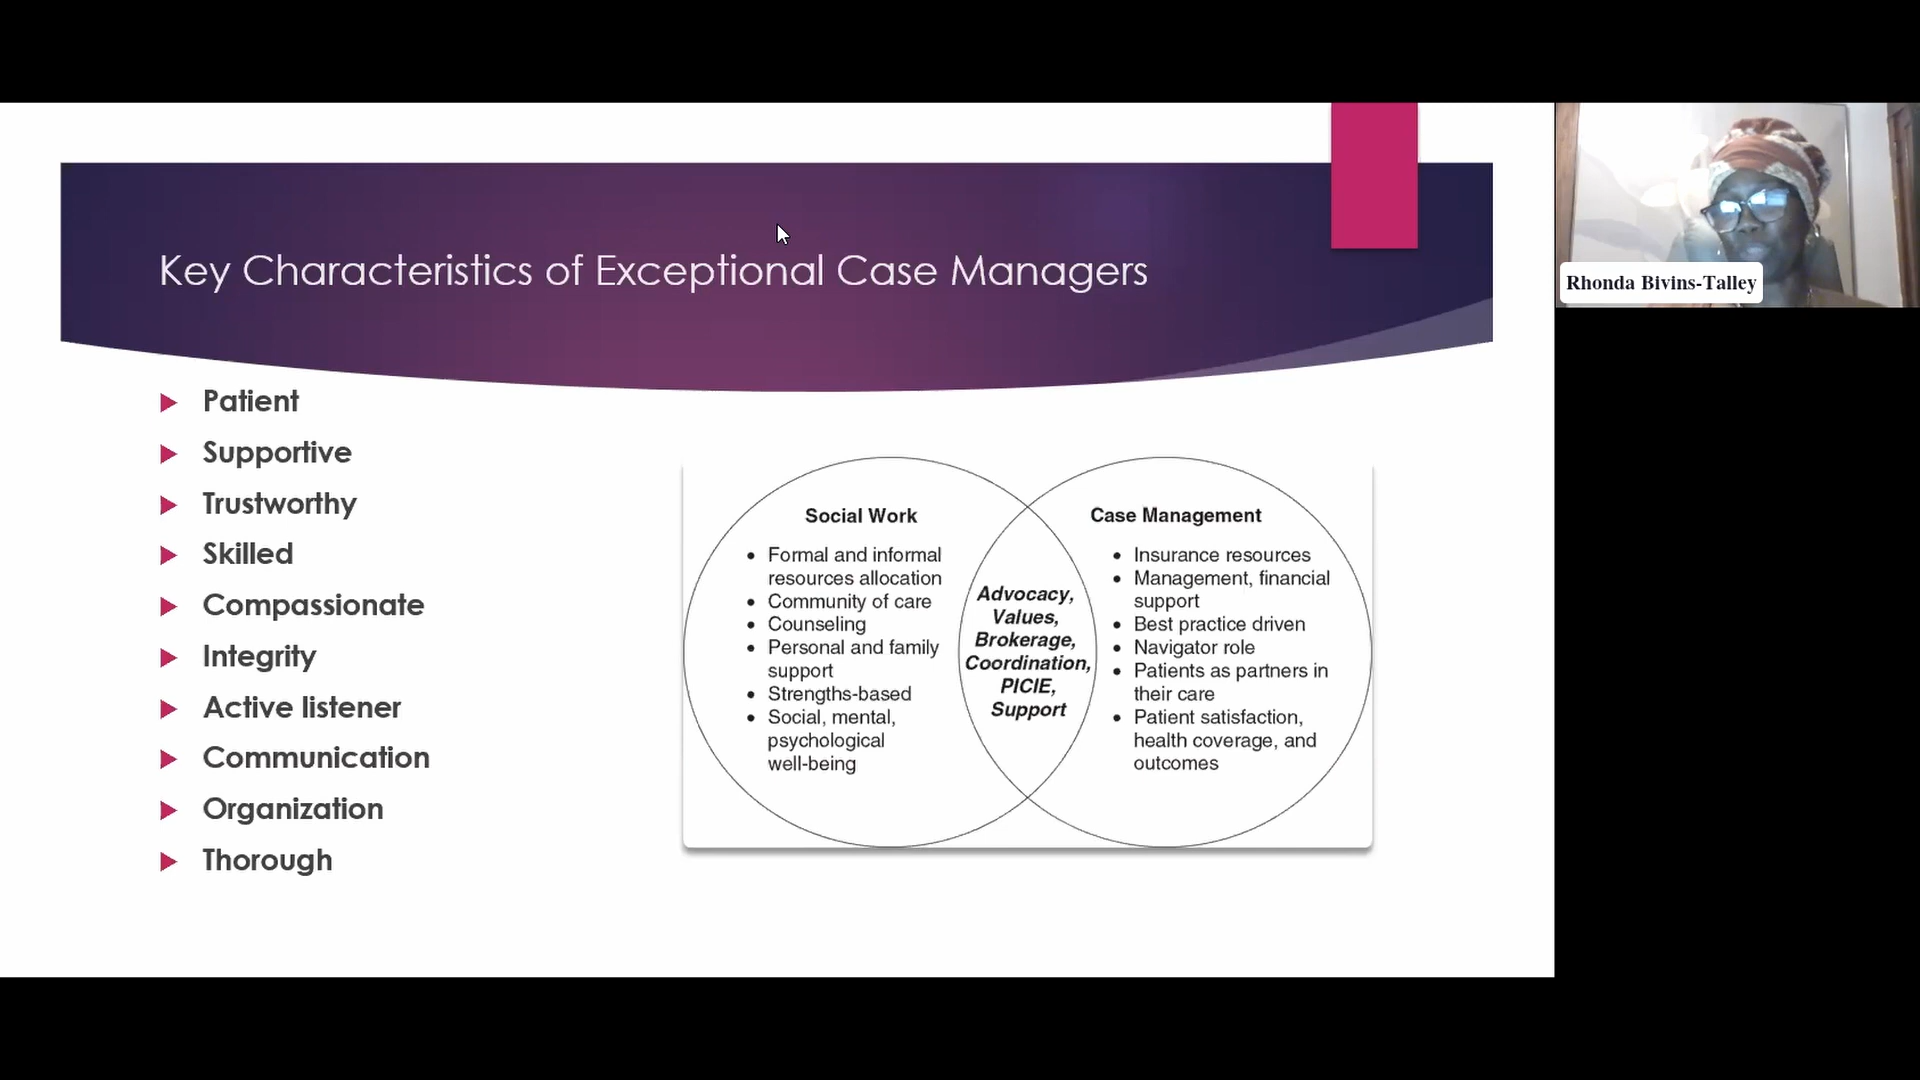 Key Characteristics of Exceptional Case Managers
Patient
Supportive
Trustworthy
Skilled
Compassionate
Integrity
Active listener
Communication
Organization
Thorough
Social Work
Formal and informal
resources allocation
Community of care
Counseling
Personal and family
support
Strengths-based
Social, mental,
psychological
well-being
Advocacy,
Values,
Brokerage,
Coordination,
PICIE,
Support
Case Management
Insurance resources
Management, financial
support
Best practice driven
Navigator role
Patients as partners in
their care
Patient satisfaction,
health coverage, and
outcomes
Rhonda Bivins-Talley